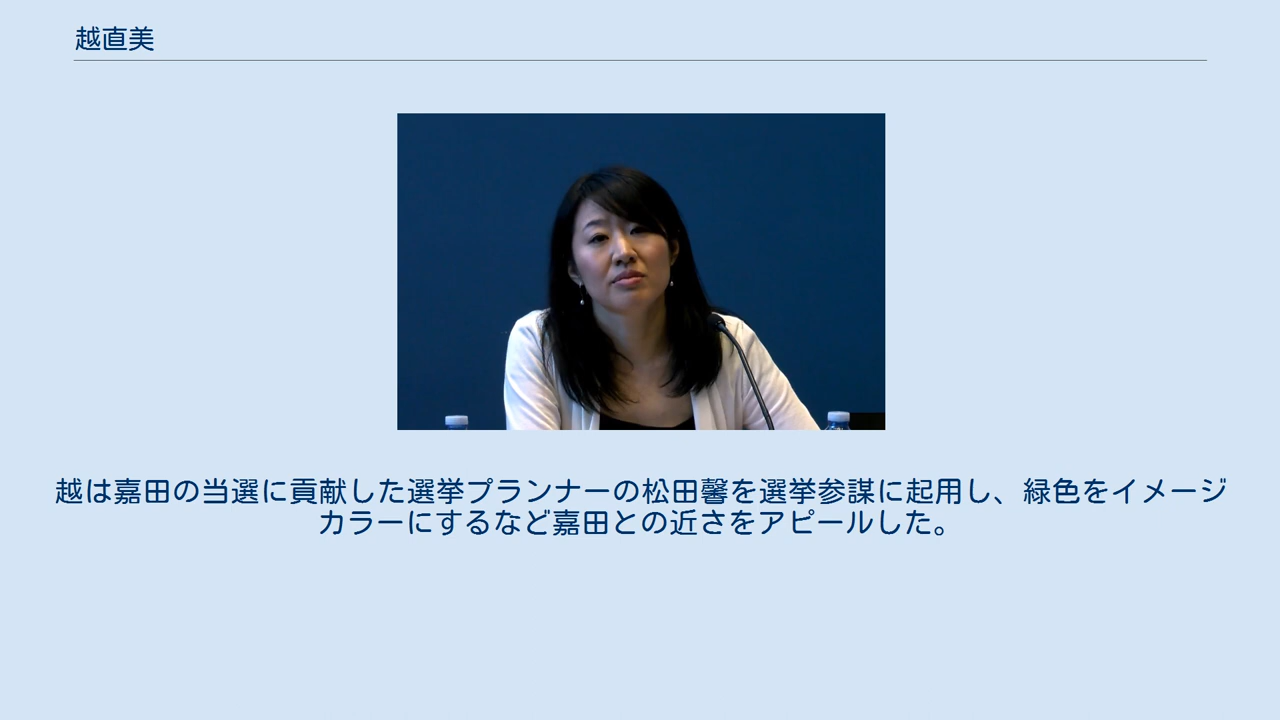 越直美
越は嘉田の当選に貢献した選挙プランナーの松田馨を選挙参謀に起用し、緑色をイメージ
カラーにするなど嘉田との近さをアピールした。